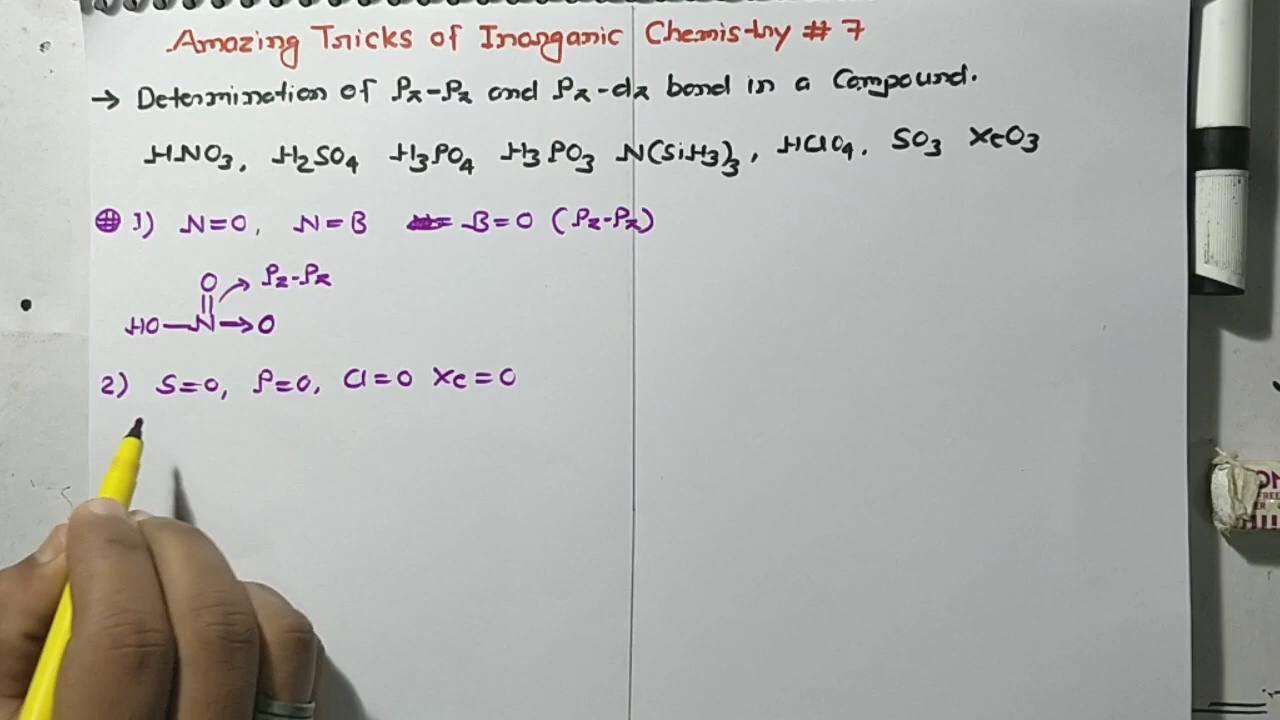 Amazing Tricks of Inorganic Chemistry # 7
→ Determination of Pπ-Pπ and Pπ-dπ bond in a Compound.
HNO3, H2SO4 H3PO4 H3PO3 N(SiH3)3, HClO4. SO3 XeO3
1) N=O, N=B B=O (Pπ-Pπ)
O → Pπ-Pπ
HO—N→O
2) S=O, P=O, Cl=O Xe=O